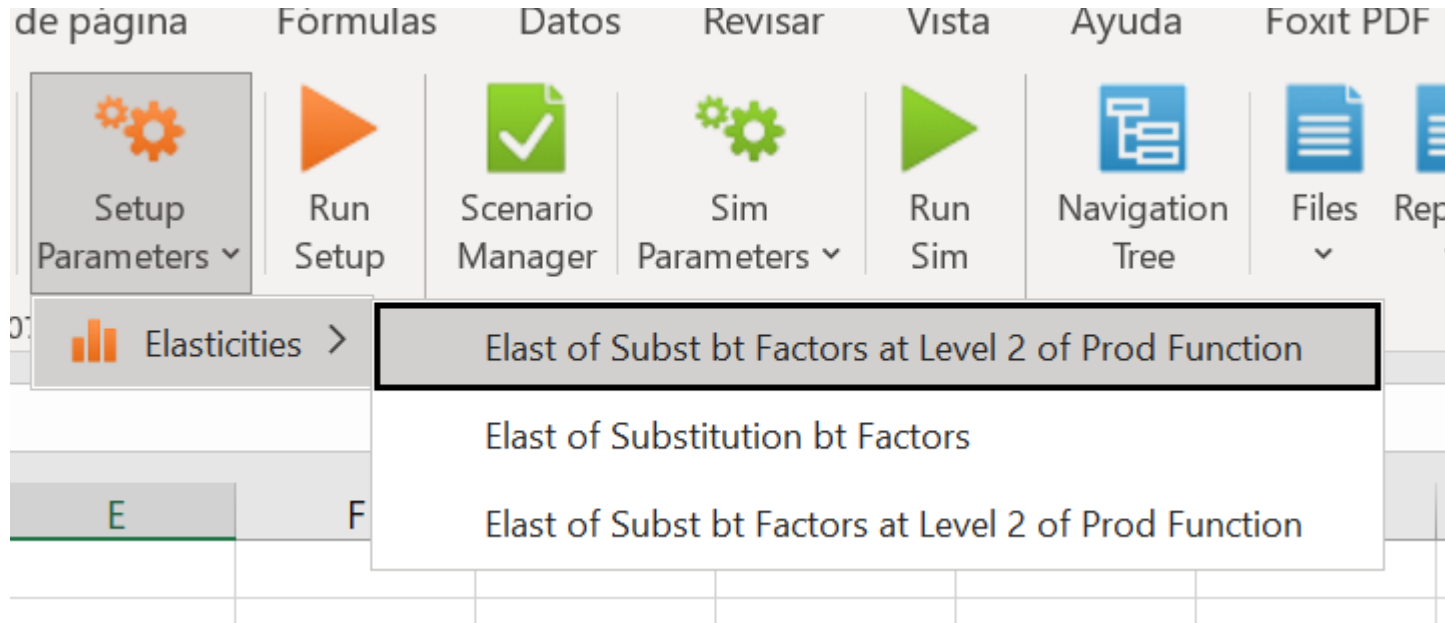 de página Fórmulas Datos Revisar Vista Ayuda Foxit PDF
Setup Run Scenario Sim Run Navigation Files
Parameters Setup Manager Parameters Sim Tree
Elasticities Elast of Subst bt Factors at Level 2 of Prod Function
Elast of Substitution bt Factors
E F Elast of Subst bt Factors at Level 2 of Prod Function